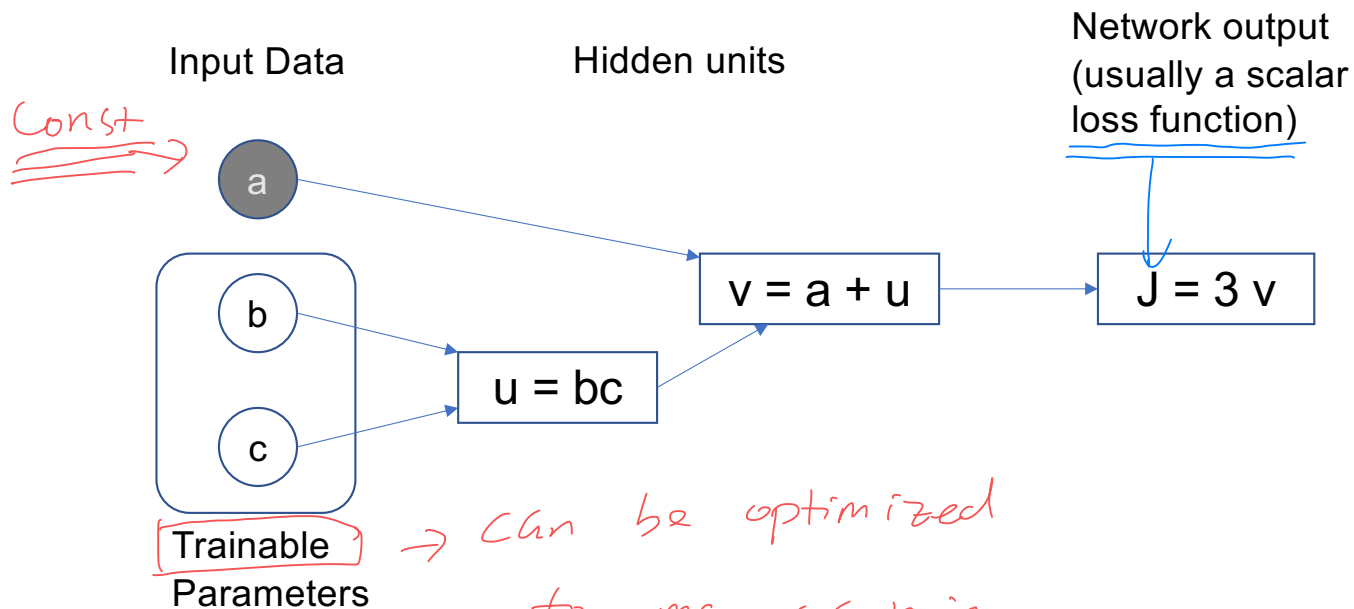 Input Data
Hidden units
Network output
(usually a scalar
loss function)
Const
a
b
c
u = bc
v = a + u
J = 3 v
Trainable
Parameters
→ can be optimized